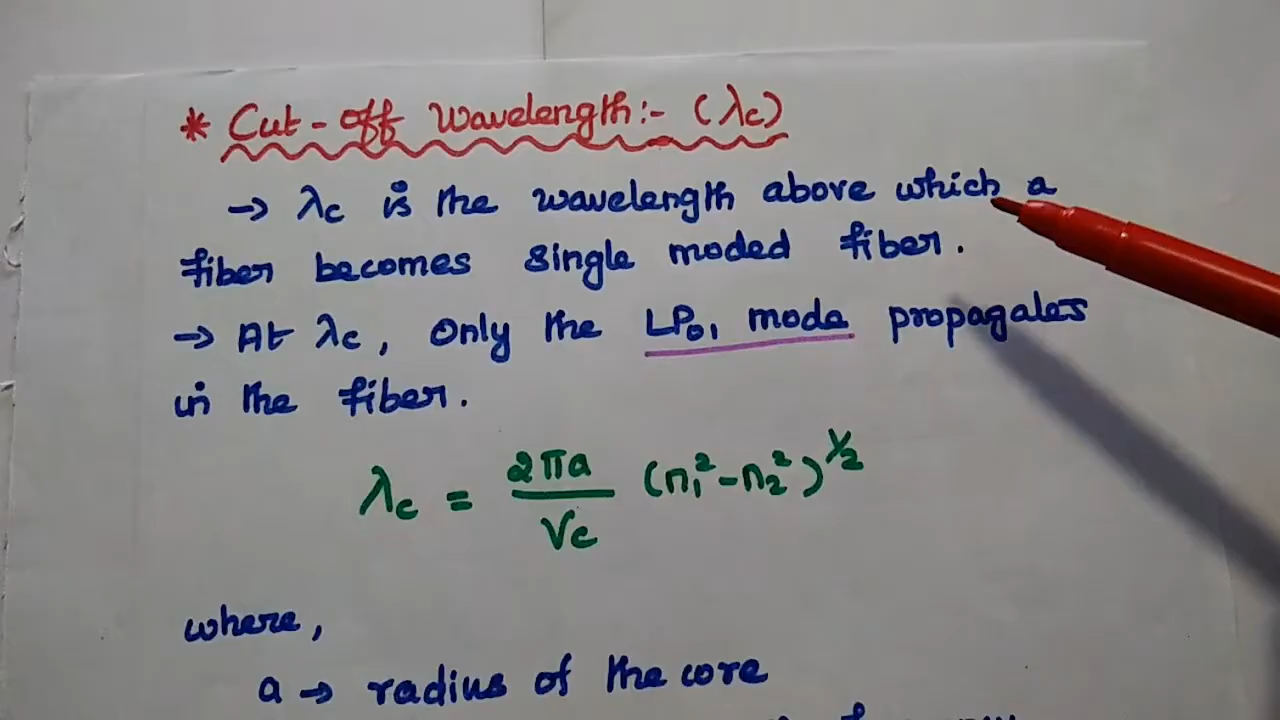 * Cut-off Wavelength:- (λc)
→ λc is the wavelength above which a
fiber becomes single moded fiber.
→ At λc, Only the LP₀₁ mode propagates
in the fiber.
λc = 2πa / Vc (n₁² - n₂²)^1/2
where,
a → radius of the core